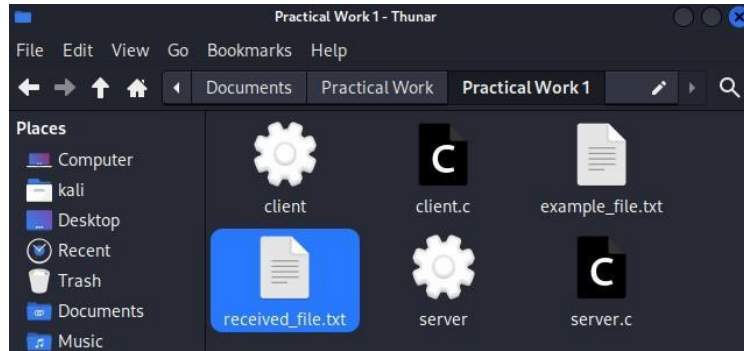 Practical Work 1 - Thunar
File Edit View Go Bookmarks Help
Documents Practical Work Practical Work 1
Places
Computer
kali
Desktop
Recent
Trash
Documents
Music
C
client client.c example_file.txt
C
received_file.txt server server.c